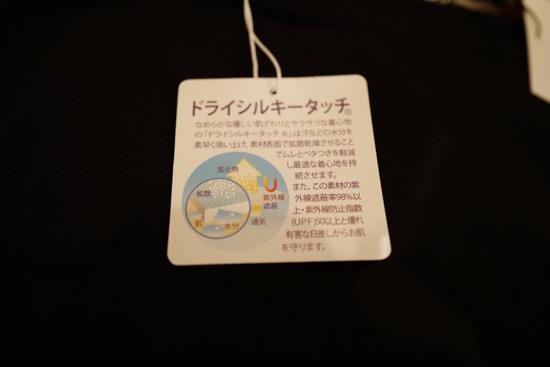 ドライシルキータッチ®
なめらかな優しい肌ざわりとサラサラな着心地
の「ドライシルキータッチ®」は汗などの水分を
素早く吸い上げ、素材表面で拡散乾燥させること
でムレとベタつきを軽減
し最適な着心地を持
続させます。
また、この素材の紫
外線遮蔽率98%以
上・紫外線防止指数
(UPF)50以上と優れ
有害な日差しからお肌
を守ります。
気化熱
拡散
紫外線
遮蔽
肌
水分
通気